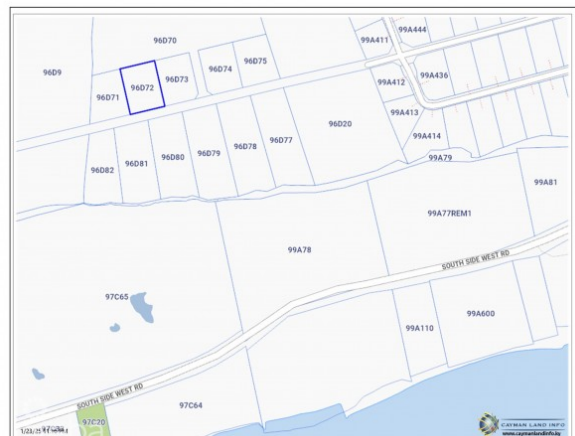 96D70
99A444
99A411
96D9
96D74
96D75
96D73
99A436
99A412
96D71
96D72
99A413
96D20
99A414
96D77
96D78
96D79
96D80
96D81
96D82
99A79
99A81
99A77REM1
99A78
SOUTH SIDE WEST RD
97C65
99A600
99A110
SOUTH SIDE WEST RD
97C64
97C20
CAYMAN LAND INFO
www.caymanlandinfo.ky